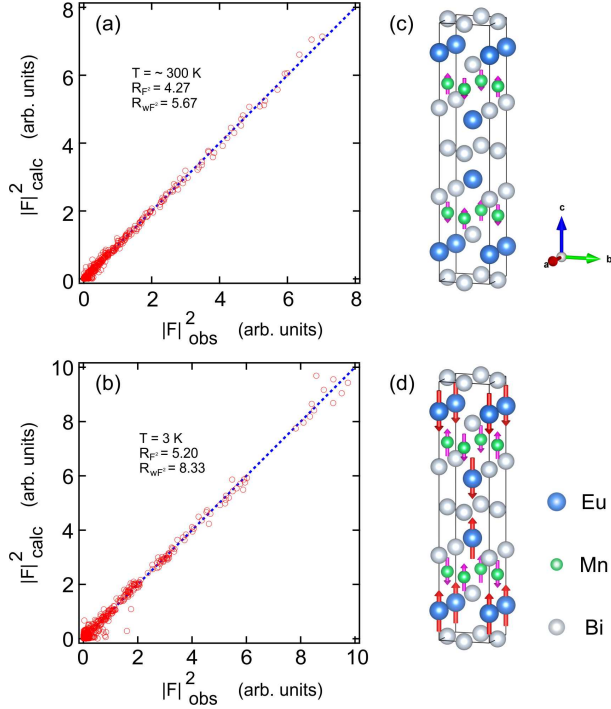 (a)
8
6
4
2
0
|F|²calc (arb. units)
T = ~ 300 K
R_F² = 4.27
R_wF² = 5.67
0 2 4 6 8
|F|²obs (arb. units)
(c)
c
a
b
(b)
10
8
6
4
2
0
|F|²calc (arb. units)
T = 3 K
R_F² = 5.20
R_wF² = 8.33
0 2 4 6 8 10
|F|²obs (arb. units)
(d)
Eu
Mn
Bi